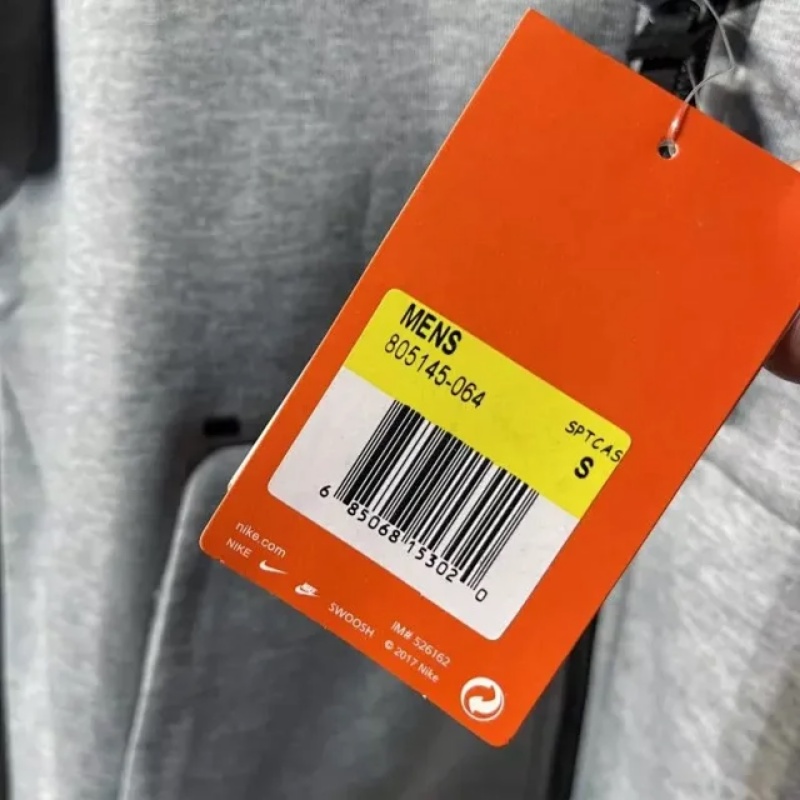 MENS
805145-064
SPTCAS
S
6 85068 15302 0
nike.com
NIKE
SWOOSH
IM# 526162
© 2017 Nike